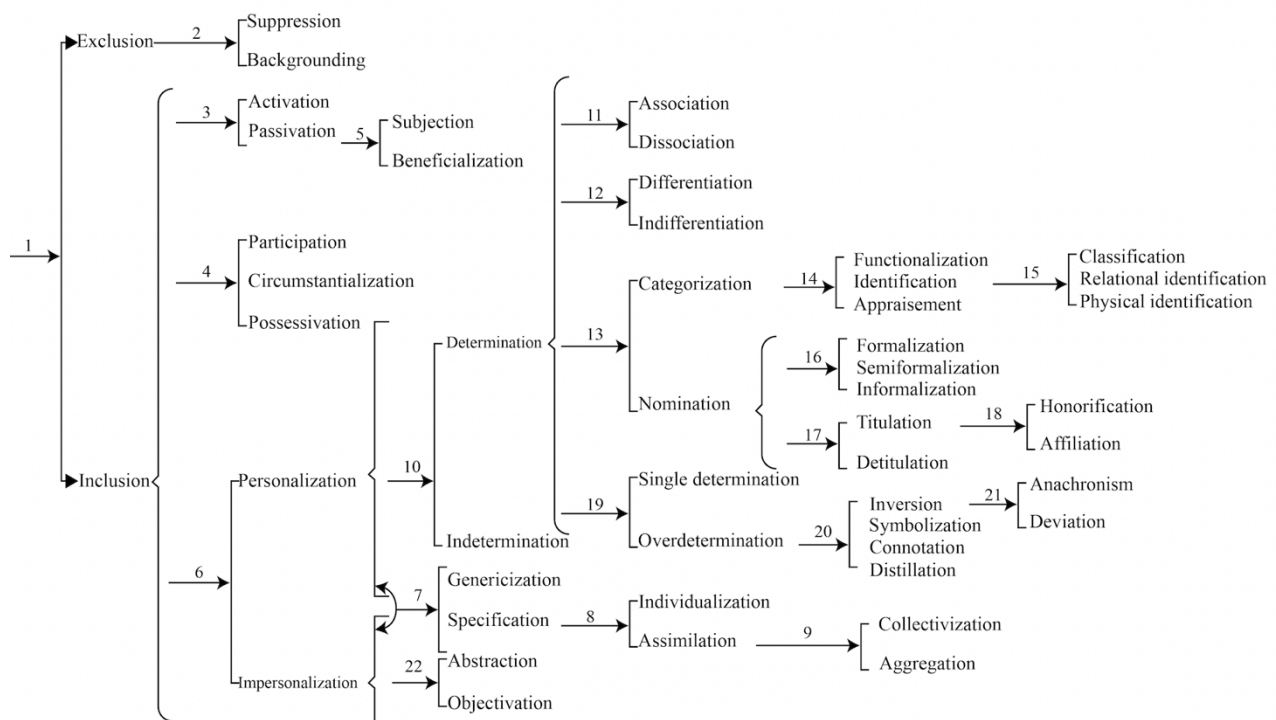 1
Exclusion
2
Suppression
Backgrounding
Inclusion
3
Activation
Passivation
5
Subjection
Beneficialization
4
Participation
Circumstantialization
Possessivation
6
Personalization
Impersonalization
10
Determination
Indetermination
11
Association
Dissociation
12
Differentiation
Indifferentiation
13
Categorization
14
Functionalization
Identification
Appraisement
15
Classification
Relational identification
Physical identification
Nomination
16
Formalization
Semiformalization
Informalization
17
Titulation
Detitulation
18
Honorification
Affiliation
19
Single determination
Overdetermination
20
Inversion
Symbolization
Connotation
Distillation
21
Anachronism
Deviation
7
Genericization
Specification
8
Individualization
Assimilation
9
Collectivization
Aggregation
22
Abstraction
Objectivation